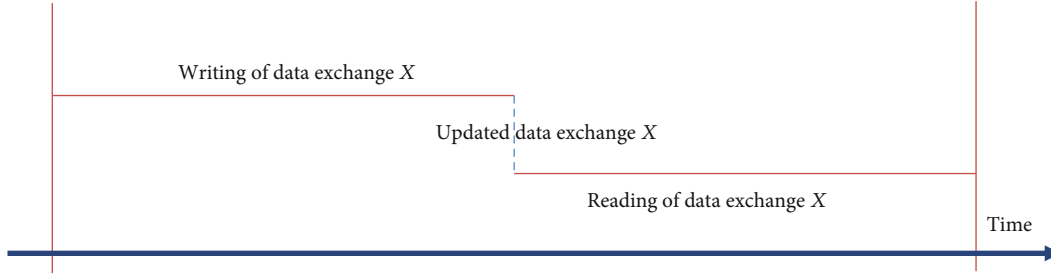 Writing of data exchange X
Updated data exchange X
Reading of data exchange X
Time